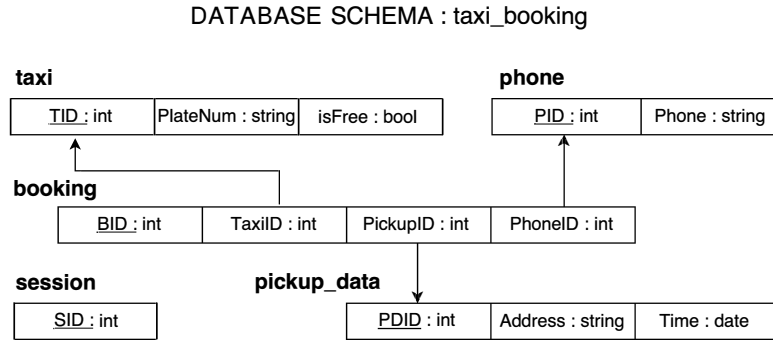 DATABASE SCHEMA : taxi_booking
taxi
phone
TID : int PlateNum : string isFree : bool
PID : int Phone : string
booking
BID : int TaxiID : int PickupID : int PhoneID : int
session
pickup_data
SID : int
PDID : int Address : string Time : date